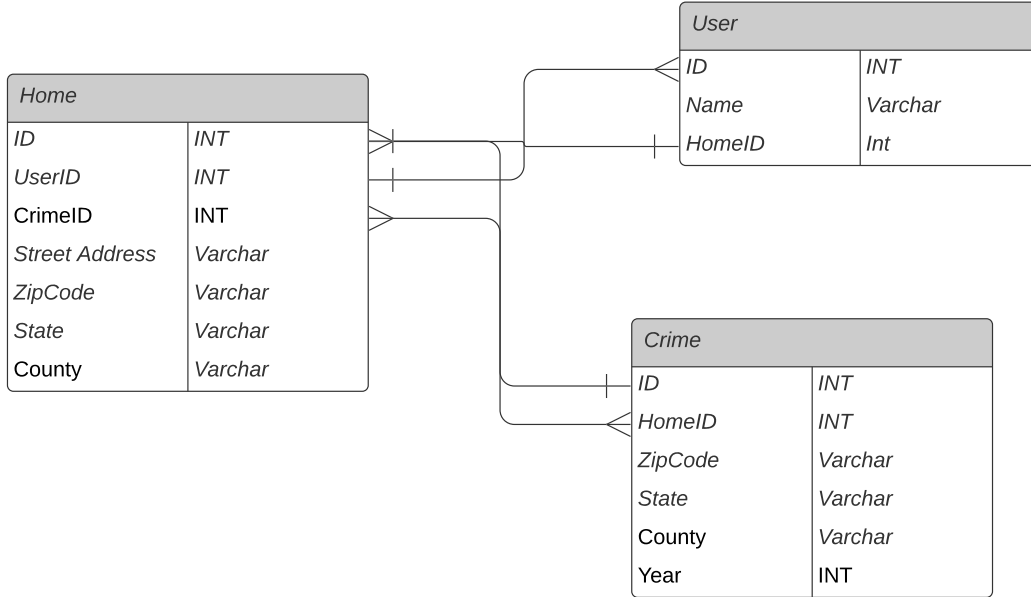 Home
ID INT
UserID INT
CrimeID INT
Street Address Varchar
ZipCode Varchar
State Varchar
County Varchar
User
ID INT
Name Varchar
HomeID Int
Crime
ID INT
HomeID INT
ZipCode Varchar
State Varchar
County Varchar
Year INT